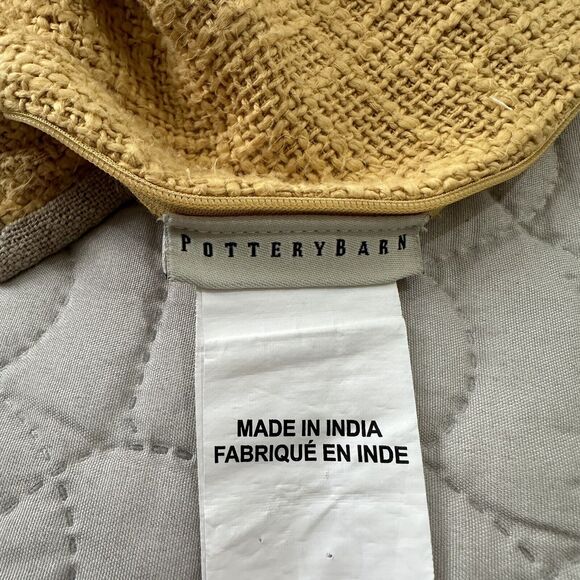 POTTERYBARN
MADE IN INDIA
FABRIQUÉ EN INDE